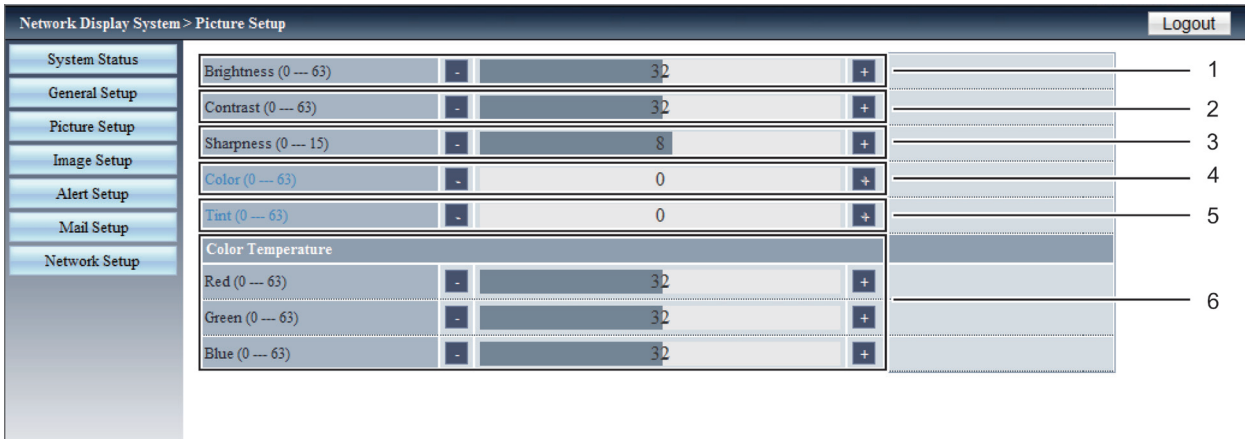 Network Display System > Picture Setup
Logout
System Status
General Setup
Picture Setup
Image Setup
Alert Setup
Mail Setup
Network Setup
Brightness (0 --- 63) - 32 + 1
Contrast (0 --- 63) - 32 + 2
Sharpness (0 --- 15) - 8 + 3
Color (0 --- 63) - 0 + 4
Tint (0 --- 63) - 0 + 5
Color Temperature
Red (0 --- 63) - 32 +
Green (0 --- 63) - 32 + 6
Blue (0 --- 63) - 32 +